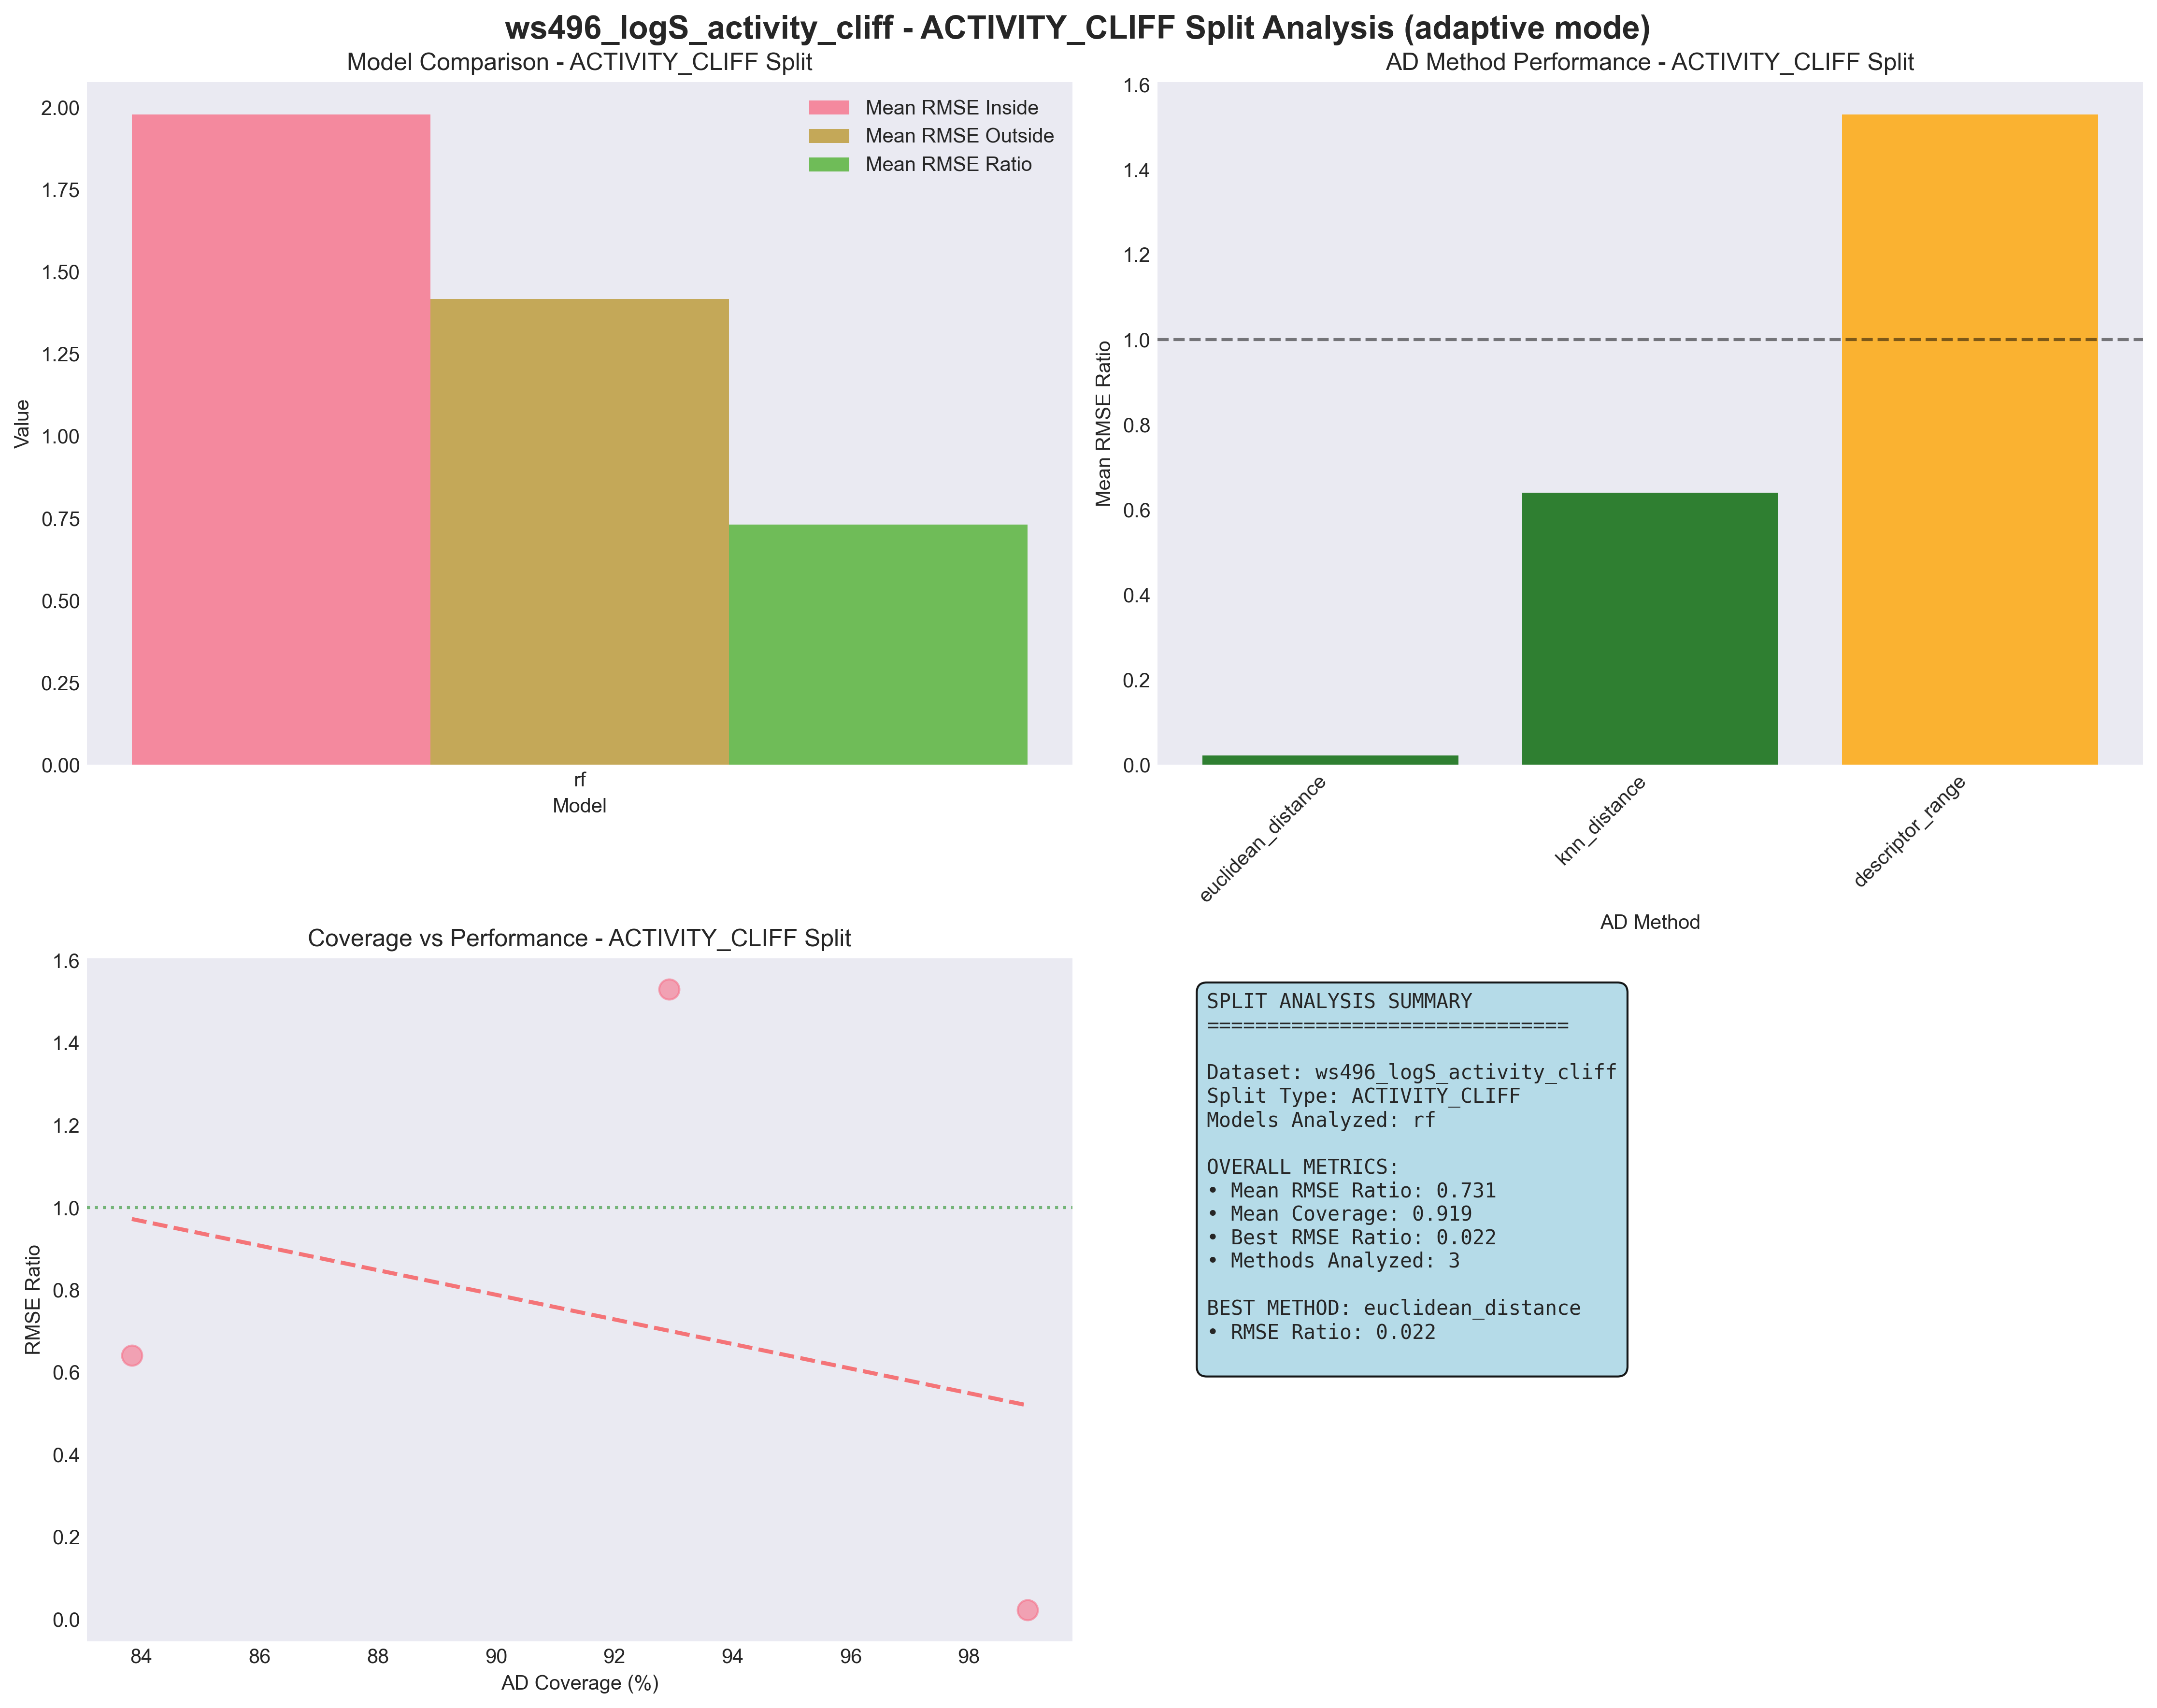 ws496_logS_activity_cliff - ACTIVITY_CLIFF Split Analysis (adaptive mode)
Model Comparison - ACTIVITY_CLIFF Split
Mean RMSE Inside
Mean RMSE Outside
Mean RMSE Ratio
Value
2.00
1.75
1.50
1.25
1.00
0.75
0.50
0.25
0.00
rf
Model
AD Method Performance - ACTIVITY_CLIFF Split
Mean RMSE Ratio
1.6
1.4
1.2
1.0
0.8
0.6
0.4
0.2
0.0
euclidean_distance
knn_distance
descriptor_range
AD Method
Coverage vs Performance - ACTIVITY_CLIFF Split
RMSE Ratio
1.6
1.4
1.2
1.0
0.8
0.6
0.4
0.2
0.0
84 86 88 90 92 94 96 98
AD Coverage (%)
SPLIT ANALYSIS SUMMARY
==============================
Dataset: ws496_logS_activity_cliff
Split Type: ACTIVITY_CLIFF
Models Analyzed: rf
OVERALL METRICS:
• Mean RMSE Ratio: 0.731
• Mean Coverage: 0.919
• Best RMSE Ratio: 0.022
• Methods Analyzed: 3
BEST METHOD: euclidean_distance
• RMSE Ratio: 0.022